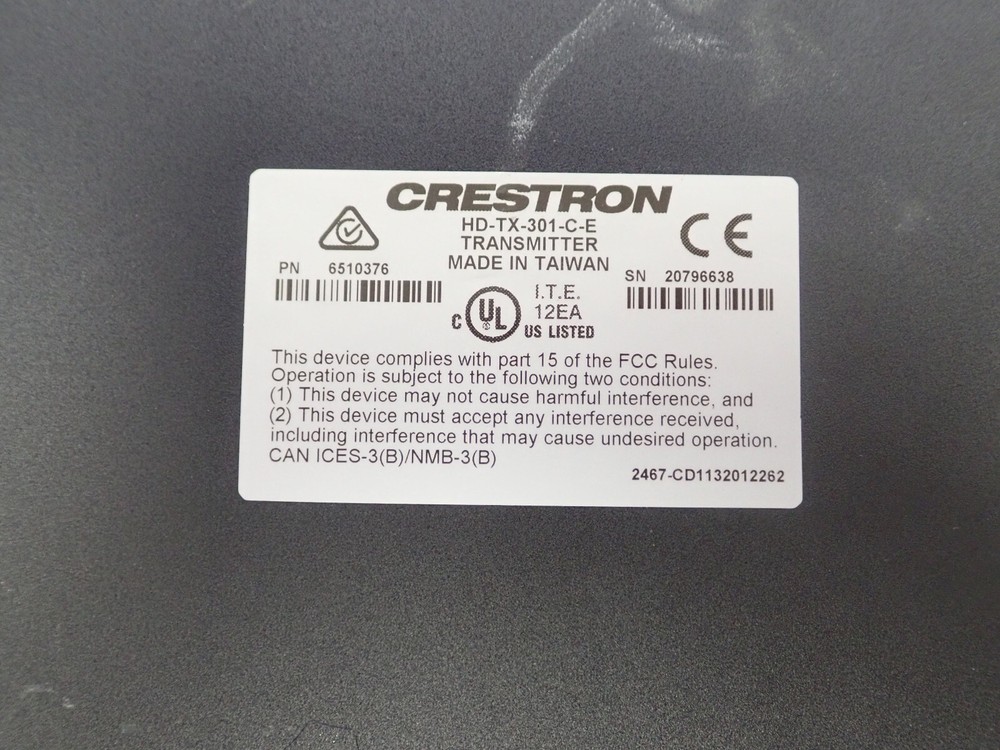 CRESTRON
HD-TX-301-C-E
TRANSMITTER
MADE IN TAIWAN
CE
PN 6510376
SN 20796638
C UL US LISTED
I.T.E.
12EA
This device complies with part 15 of the FCC Rules.
Operation is subject to the following two conditions:
(1) This device may not cause harmful interference, and
(2) This device must accept any interference received,
including interference that may cause undesired operation.
CAN ICES-3(B)/NMB-3(B)
2467-CD1132012262